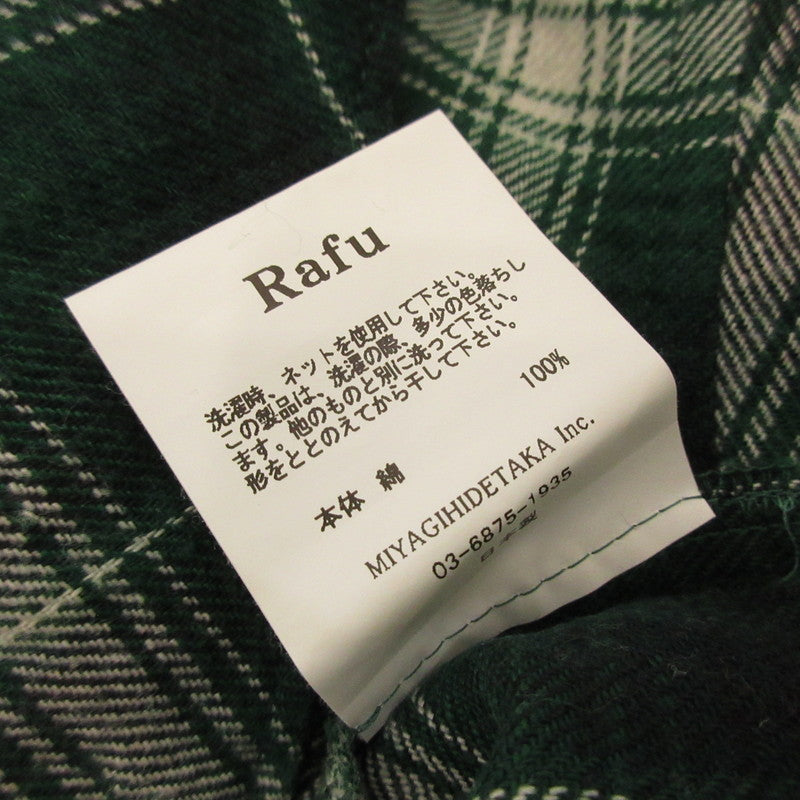 Rafu
洗濯時、ネットを使用して下さい。
この製品は、洗濯の際、多少の色落ちし
ます。他のものと別に洗って下さい。
形をととのえてから干して下さい。
本体 綿 100%
MIYAGIHIDETAKA Inc.
03-6875-1935
日本製